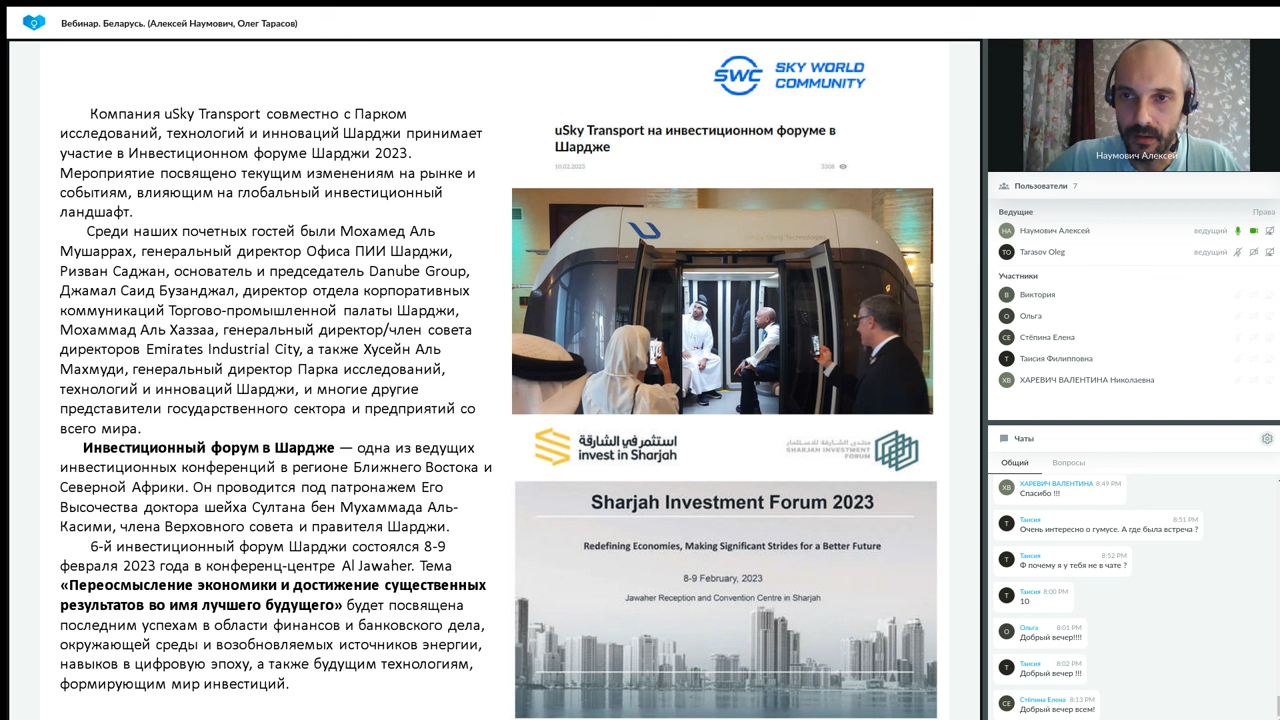 Вебинар. Беларусь. (Алексей Наумович, Олег Тарасов)
SWC
SKY WORLD
COMMUNITY
Компания uSky Transport совместно с Парком
исследований, технологий и инноваций Шарджи принимает
участие в Инвестиционном форуме Шарджи 2023.
Мероприятие посвящено текущим изменениям на рынке и
событиям, влияющим на глобальный инвестиционный
ландшафт.
Среди наших почетных гостей были Мохамед Аль
Мушаррах, генеральный директор Офиса ПИИ Шарджи,
Ризван Саджан, основатель и председатель Danube Group,
Джамал Саид Бузанджал, директор отдела корпоративных
коммуникаций Торгово-промышленной палаты Шарджи,
Мохаммад Аль Хаззаа, генеральный директор/член совета
директоров Emirates Industrial City, а также Хусейн Аль
Махмуди, генеральный директор Парка исследований,
технологий и инноваций Шарджи, и многие другие
представители государственного сектора и предприятий со
всего мира.
Инвестиционный форум в Шардже — одна из ведущих
инвестиционных конференций в регионе Ближнего Востока и
Северной Африки. Он проводится под патронажем Его
Высочества доктора шейха Султана бен Мухаммада Аль-
Касими, члена Верховного совета и правителя Шарджи.
6-й инвестиционный форум Шарджи состоялся 8-9
февраля 2023 года в конференц-центре Al Jawaher. Тема
«Переосмысление экономики и достижение существенных
результатов во имя лучшего будущего» будет посвящена
последним успехам в области финансов и банковского дела,
окружающей среды и возобновляемых источников энергии,
навыков в цифровую эпоху, а также будущим технологиям,
формирующим мир инвестиций.
uSky Transport на инвестиционном форуме в
Шардже
10.02.2023 3308
استثمر في الشارقة
invest in Sharjah
منتدى الشارقة للاستثمار
SHARJAH INVESTMENT FORUM
Sharjah Investment Forum 2023
Redefining Economies, Making Significant Strides for a Better Future
8-9 February, 2023
Jawaher Reception and Convention Centre in Sharjah
Наумович Алексей
Пользователи 7
Ведущие Права
НА Наумович Алексей ведущий
TO Tarasov Oleg ведущий
Участники
В Виктория
О Ольга
СЕ Стёпина Елена
Т Таисия Филипповна
ХВ ХАРЕВИЧ ВАЛЕНТИНА Николаевна
Чаты
Общий Вопросы
ХВ ХАРЕВИЧ ВАЛЕНТИНА 8:49 PM
Спасибо !!!
Т Таисия 8:51 PM
Очень интересно о гумусе. А где была встреча ?
Т Таисия 8:52 PM
Ф почему я у тебя не в чате ?
Т Таисия 8:00 PM
10
О Ольга 8:01 PM
Добрый вечер!!!!
Т Таисия 8:02 PM
Добрый вечер !!!
СЕ Стёпина Елена 8:13 PM
Добрый вечер всем!